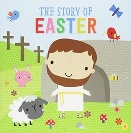 THE STORY OF
EASTER